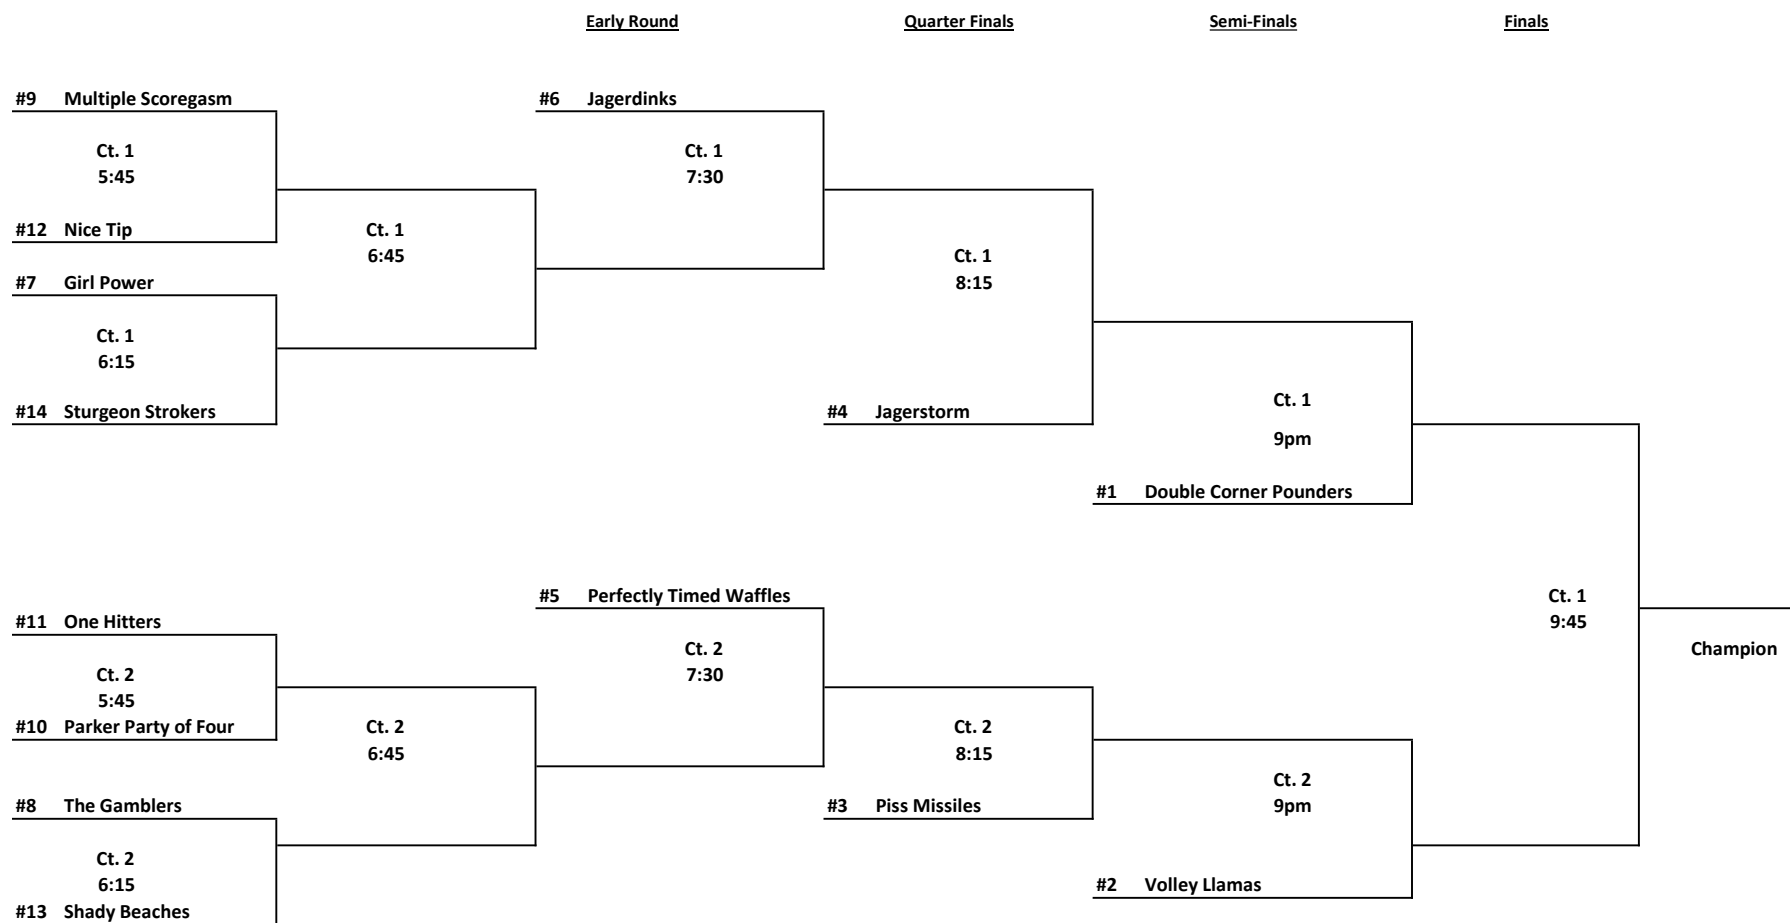 Early Round Quarter Finals Semi-Finals Finals
#9 Multiple Scoregasm #6 Jagerdinks
Ct. 1 Ct. 1
5:45 7:30
#12 Nice Tip Ct. 1
6:45 Ct. 1
#7 Girl Power 8:15
Ct. 1
6:15
Ct. 1
#14 Sturgeon Strokers #4 Jagerstorm
9pm
#1 Double Corner Pounders
#5 Perfectly Timed Waffles Ct. 1
#11 One Hitters 9:45
Ct. 2 Champion
Ct. 2 7:30
5:45
#10 Parker Party of Four Ct. 2 Ct. 2
6:45 8:15
Ct. 2
#8 The Gamblers #3 Piss Missiles 9pm
Ct. 2
6:15 #2 Volley Llamas
#13 Shady Beaches